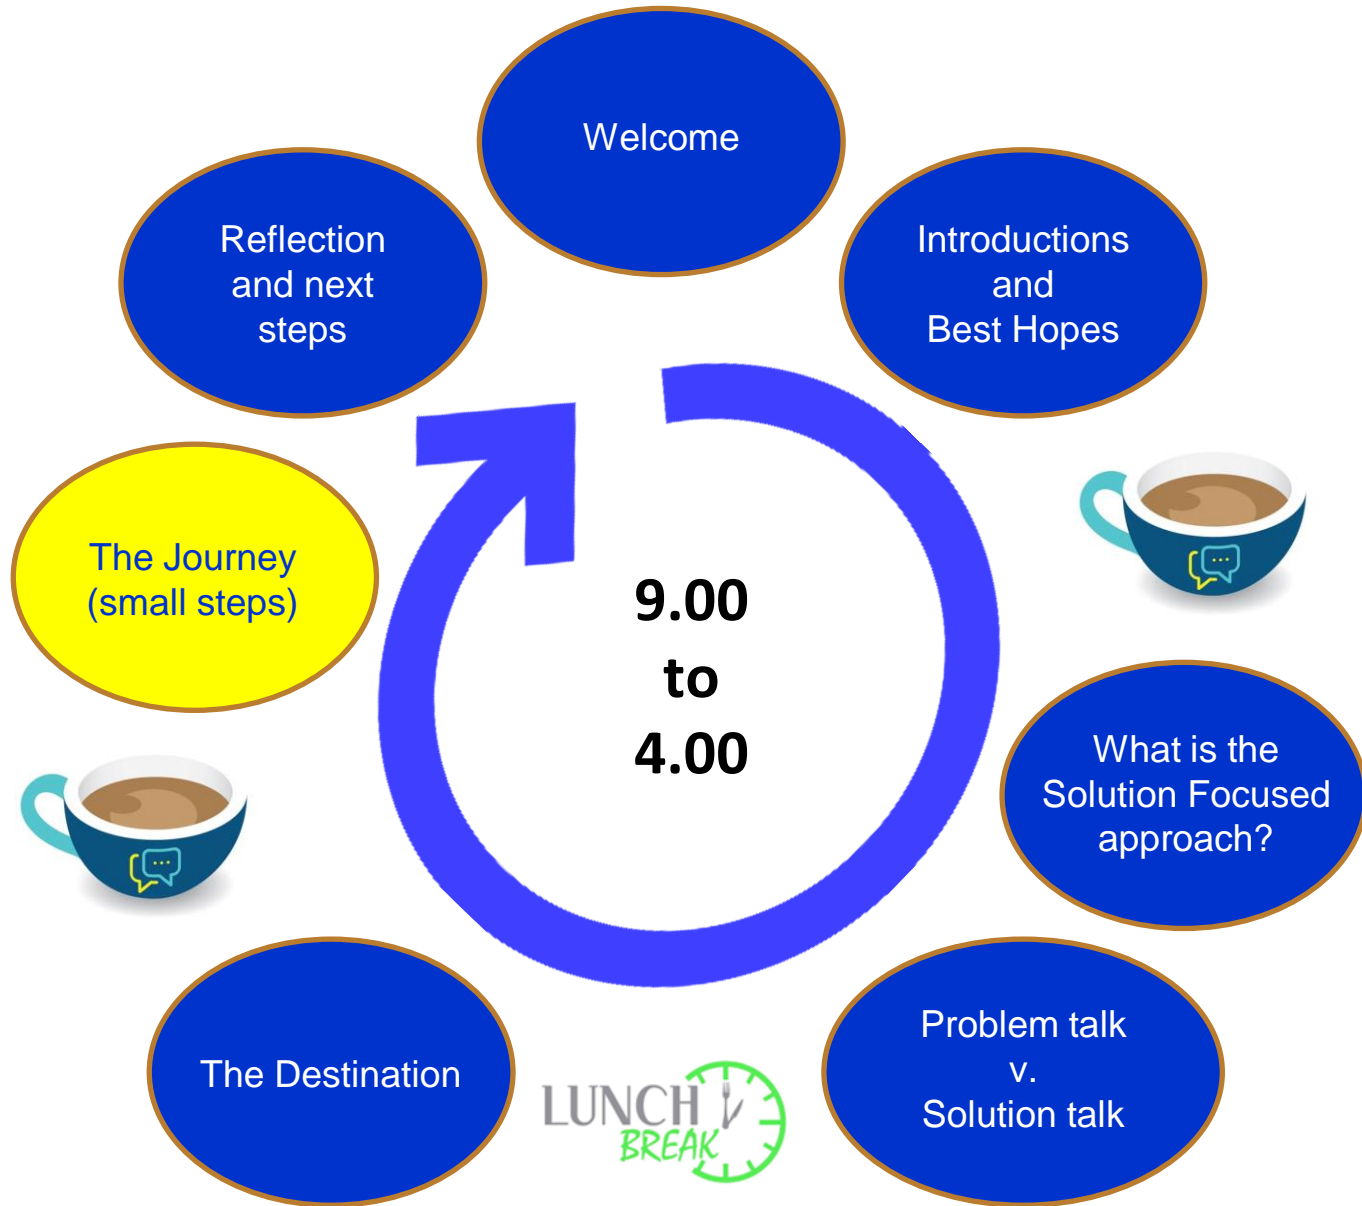 Welcome
Introductions
and
Best Hopes
What is the
Solution Focused
approach?
Problem talk
v.
Solution talk
LUNCH
BREAK
The Destination
The Journey
(small steps)
Reflection
and next
steps
9.00
to
4.00